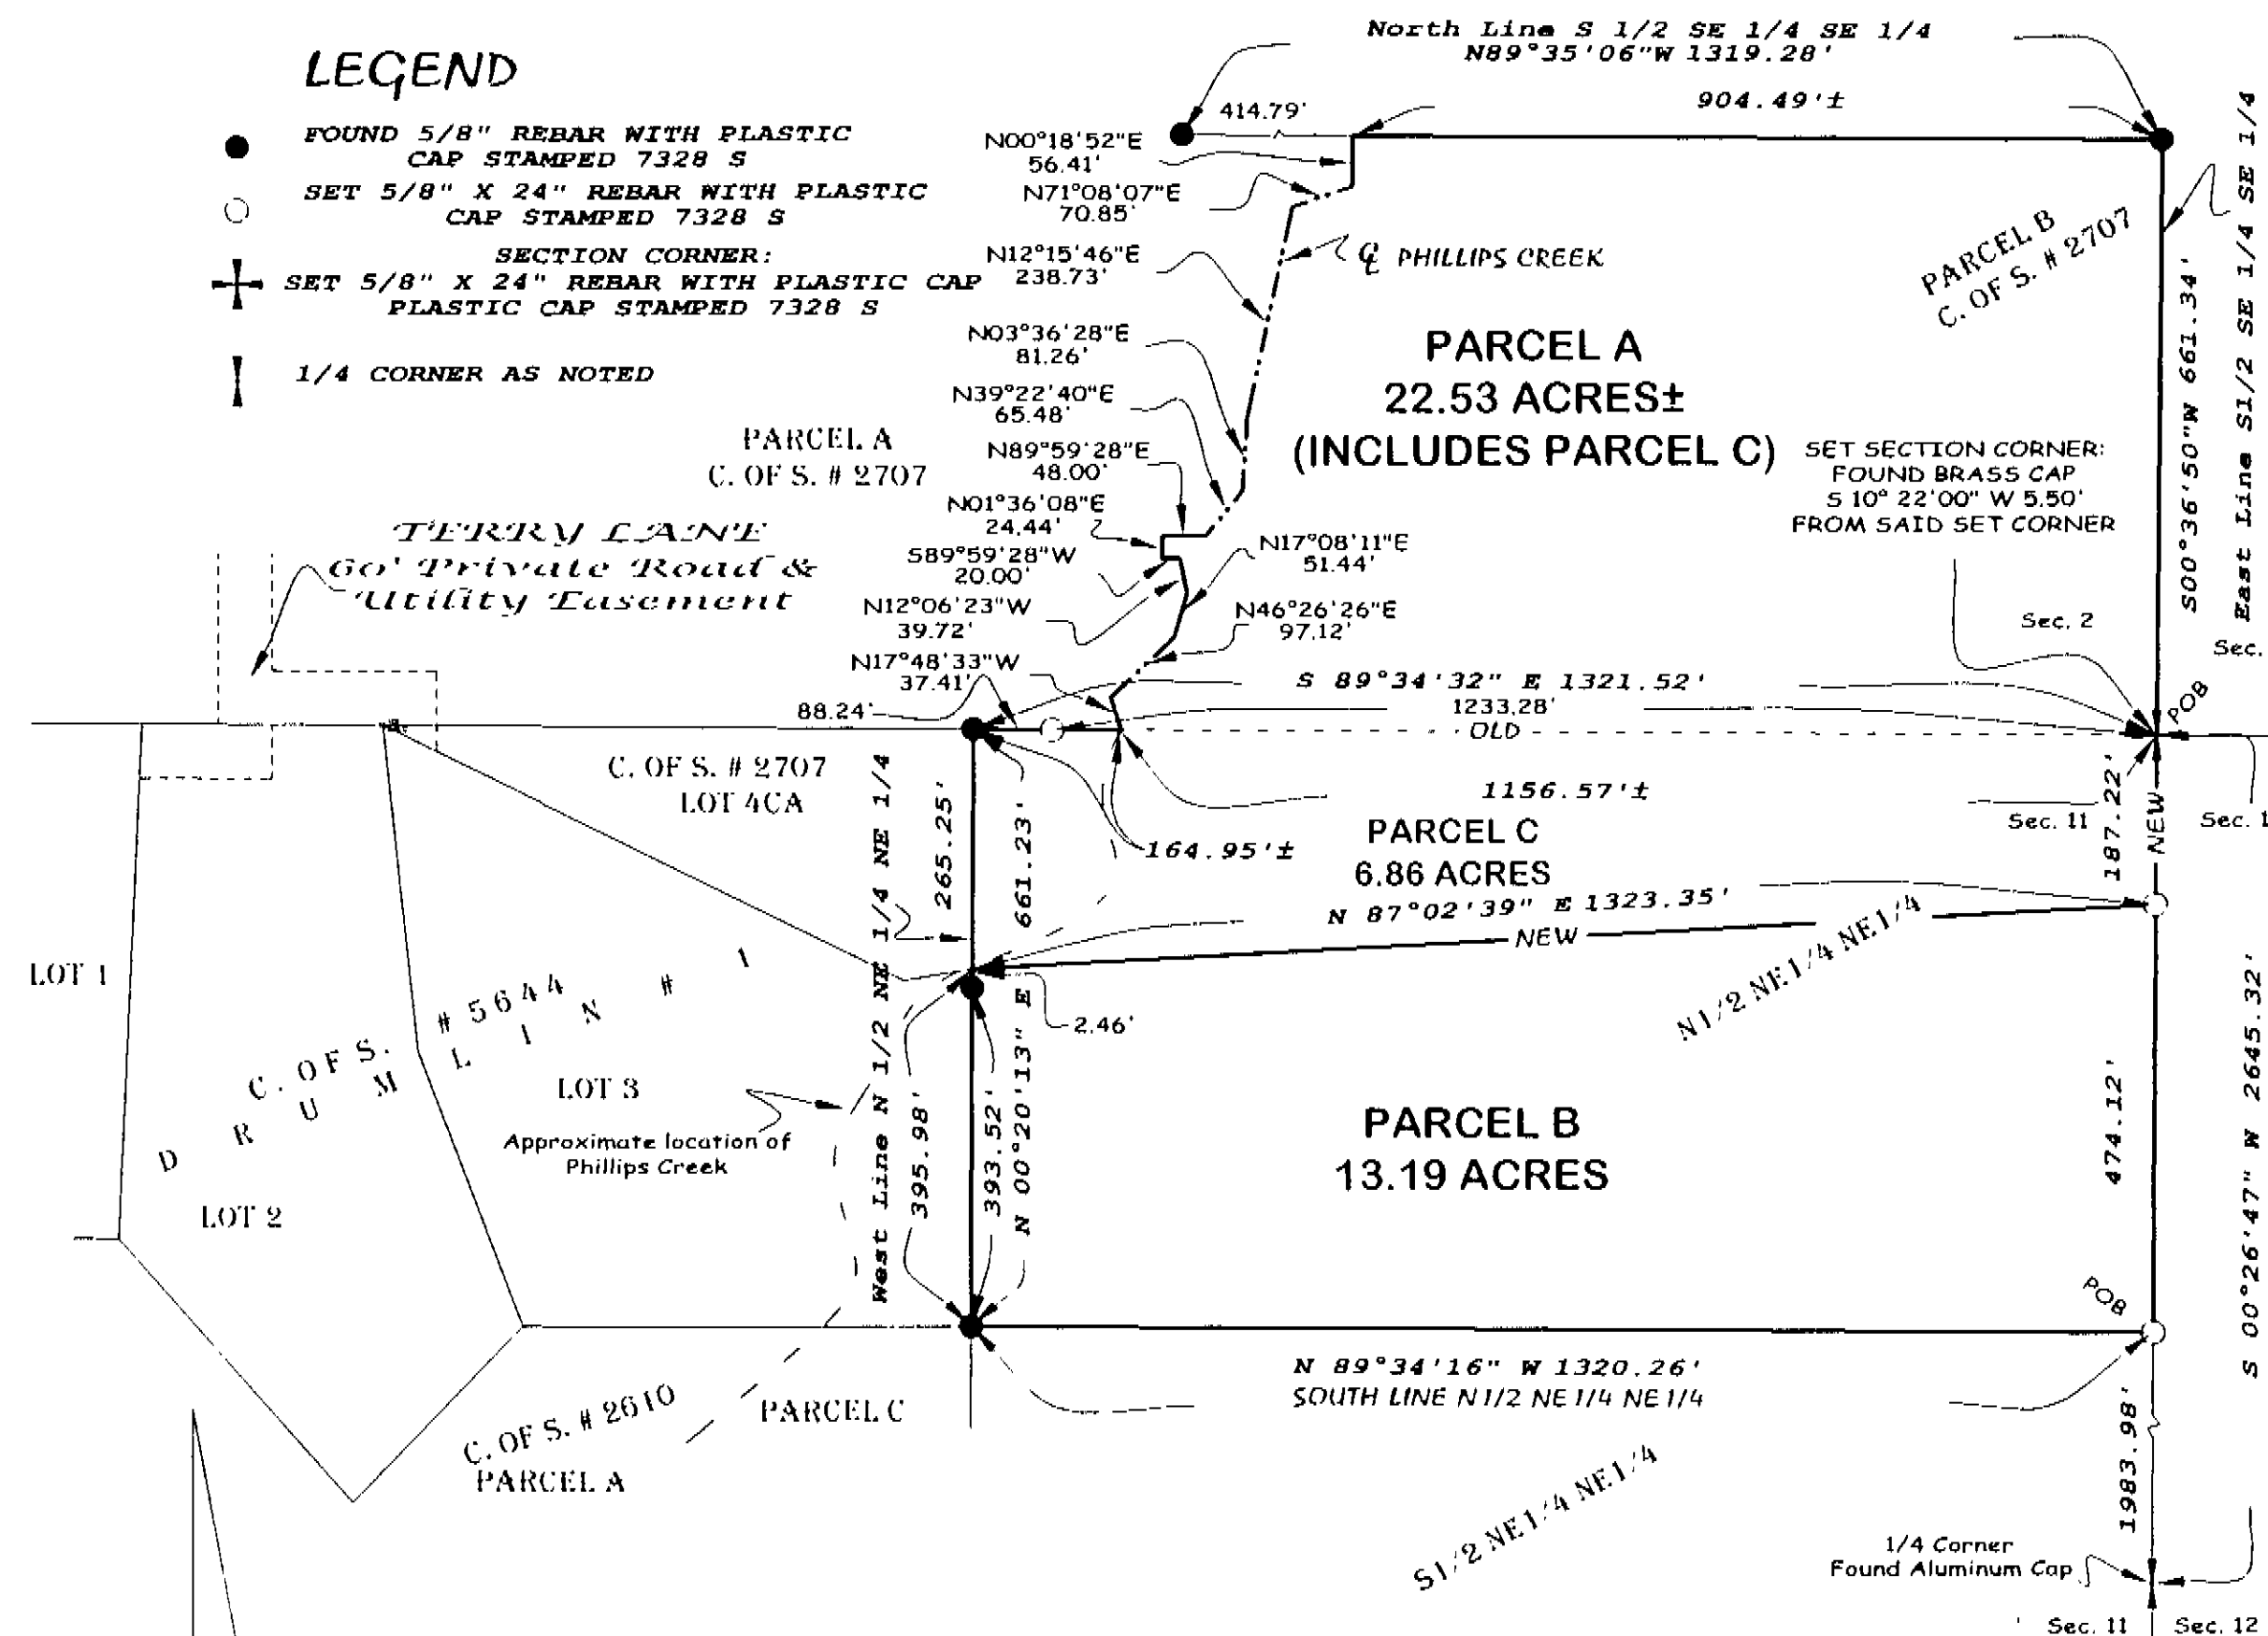 LEGEND
FOUND 5/8" REBAR WITH PLASTIC
CAP STAMPED 7328 S
SET 5/8" X 24" REBAR WITH PLASTIC
CAP STAMPED 7328 S
SECTION CORNER:
SET 5/8" X 24" REBAR WITH PLASTIC CAP
PLASTIC CAP STAMPED 7328 S
1/4 CORNER AS NOTED
North Line S 1/2 SE 1/4 SE 1/4
N89°35'06"W 1319.28'
414.79'
904.49'±
N00°18'52"E
56.41'
N71°08'07"E
70.85'
N12°15'46"E
238.73'
N03°36'28"E
81.26'
N39°22'40"E
65.48'
N89°59'28"E
48.00'
N01°36'08"E
24.44'
S89°59'28"W
20.00'
N12°06'23"W
39.72'
N17°48'33"W
37.41'
88.24'
N17°08'11"E
51.44'
N46°26'26"E
97.12'
℄ PHILLIPS CREEK
PARCEL A
22.53 ACRES±
(INCLUDES PARCEL C)
PARCEL B
C. OF S. # 2707
S00°36'50"W 661.34'
East Line S1/2 SE 1/4 SE 1/4
SET SECTION CORNER:
FOUND BRASS CAP
S 10° 22'00" W 5.50'
FROM SAID SET CORNER
Sec. 2
Sec.
POB
PARCEL A
C. OF S. # 2707
TERRY LANE
60' Private Road &
Utility Easement
S 89°34'32" E 1321.52'
1233.28'
OLD
1156.57'±
164.95'±
C. OF S. # 2707
LOT 4CA
West Line N 1/2 NE 1/4 NE 1/4
265.25'
661.23'
N 00°20'13" E
PARCEL C
6.86 ACRES
N 87°02'39" E 1323.35'
NEW
187.22'
NEW
Sec. 11
Sec. 1
N1/2 NE1/4 NE1/4
2.46'
395.98'
393.52'
PARCEL B
13.19 ACRES
474.12'
S 00°26'47" W 2645.32'
POB
LOT 1
C. OF S. # 5644
DRUMLIN # 1
LOT 3
Approximate location of
Phillips Creek
LOT 2
N 89°34'16" W 1320.26'
SOUTH LINE N1/2 NE 1/4 NE 1/4
C. OF S. # 2610
PARCEL A
PARCEL C
S1/2 NE1/4 NE1/4
1983.98'
1/4 Corner
Found Aluminum Cap
Sec. 11
Sec. 12